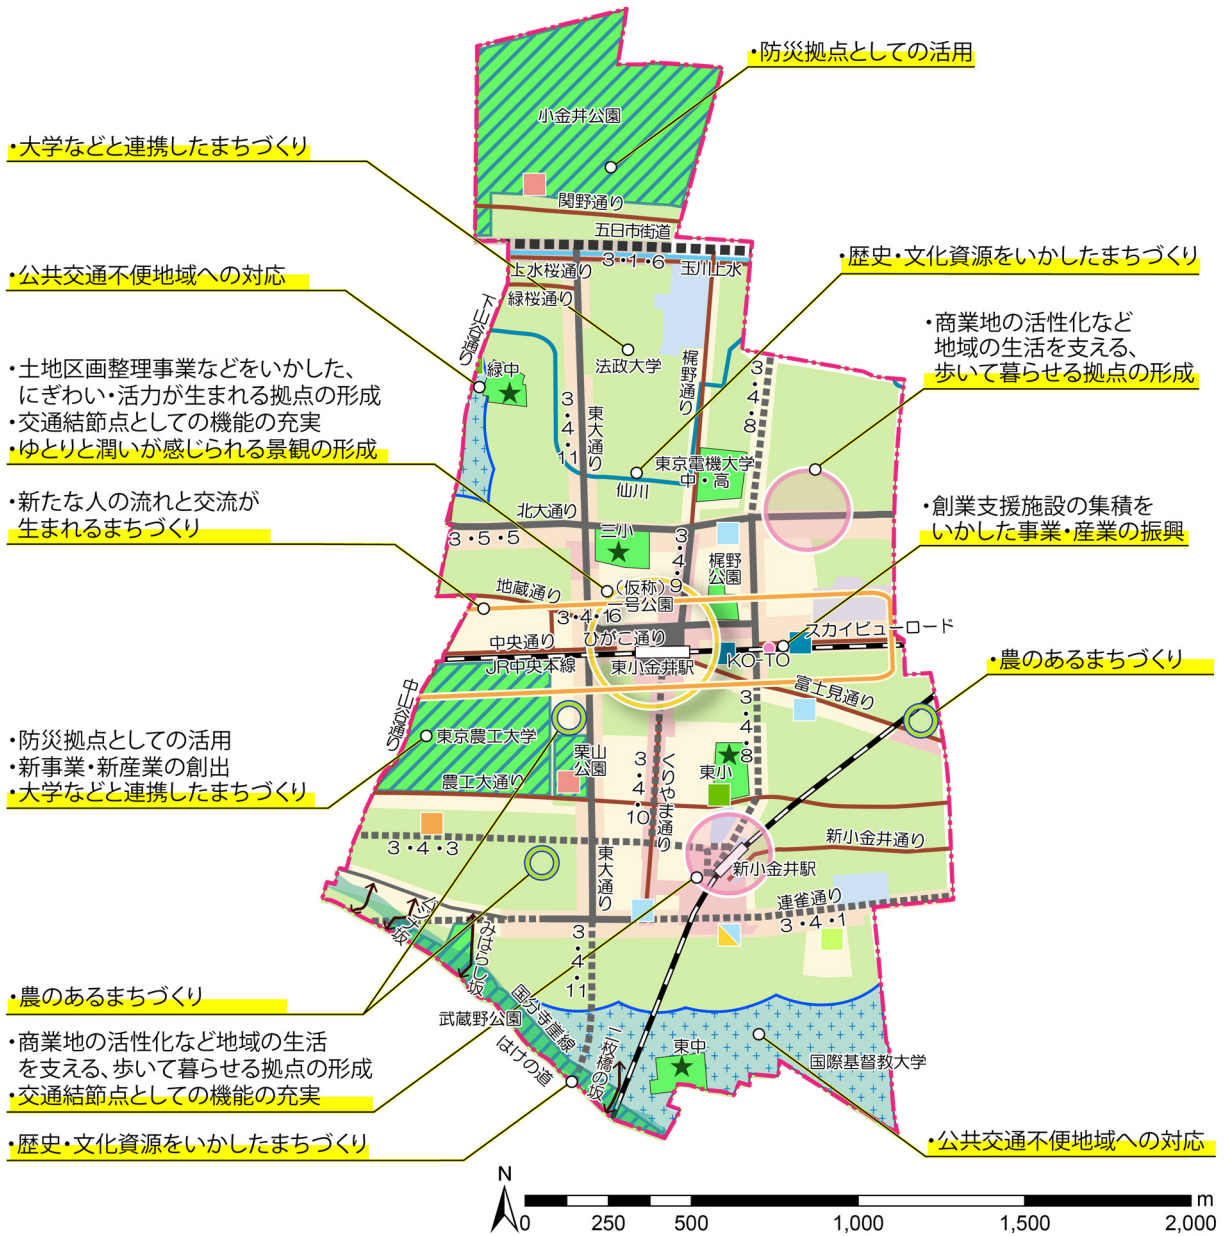 ・防災拠点としての活用
小金井公園
・大学などと連携したまちづくり
関野通り
五日市街道
3・1・6
上水桜通り
玉川上水
・歴史・文化資源をいかしたまちづくり
・公共交通不便地域への対応
緑桜通り
下山谷通り
・商業地の活性化など
地域の生活を支える、
歩いて暮らせる拠点の形成
法政大学
梶野通り
緑中
3・4・8
・土地区画整理事業などをいかした、
にぎわい・活力が生まれる拠点の形成
・交通結節点としての機能の充実
・ゆとりと潤いが感じられる景観の形成
3・4・11
東大通り
東京電機大学
中・高
仙川
・新たな人の流れと交流が
生まれるまちづくり
北大通り
・創業支援施設の集積を
いかした事業・産業の振興
3・5・5
三小
3・4・9
梶野
公園
地蔵通り
(仮称)
一号公園
3・4・16
スカイビューロード
中央通り
ひがこ通り
JR中央本線
東小金井駅
KO-TO
・農のあるまちづくり
中山谷通り
富士見通り
3・4・8
・防災拠点としての活用
・新事業・新産業の創出
・大学などと連携したまちづくり
東京農工大学
栗山
公園
農工大通り
3・4・10
くりやま通り
東小
3・4・3
新小金井通り
東大通り
新小金井駅
連雀通り
3・4・1
ムジナ坂
みはらし坂
3・4・11
・農のあるまちづくり
武蔵野公園
国分寺崖線
はけの道
二枚橋の坂
東中
国際基督教大学
・商業地の活性化など地域の生活
を支える、歩いて暮らせる拠点の形成
・交通結節点としての機能の充実
・歴史・文化資源をいかしたまちづくり
・公共交通不便地域への対応
N
m
0
250
500
1,000
1,500
2,000